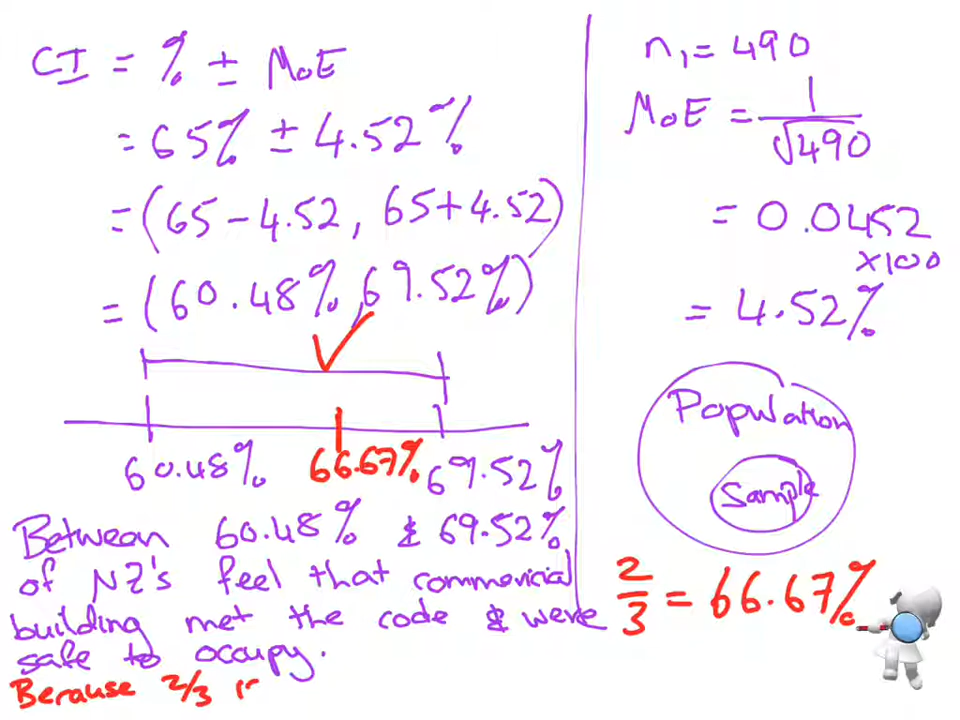 CI = % ± MoE
= 65% ± 4.52%
= (65 - 4.52, 65 + 4.52)
= (60.48%, 69.52%)
60.48% 66.67% 69.52%
Between 60.48% & 69.52%
of NZ's feel that commericial
building met the code & were
safe to occupy.
Because 2/3 i
n₁ = 490
MoE = 1/√490
= 0.0452
×100
= 4.52%
Population
Sample
2/3 = 66.67%